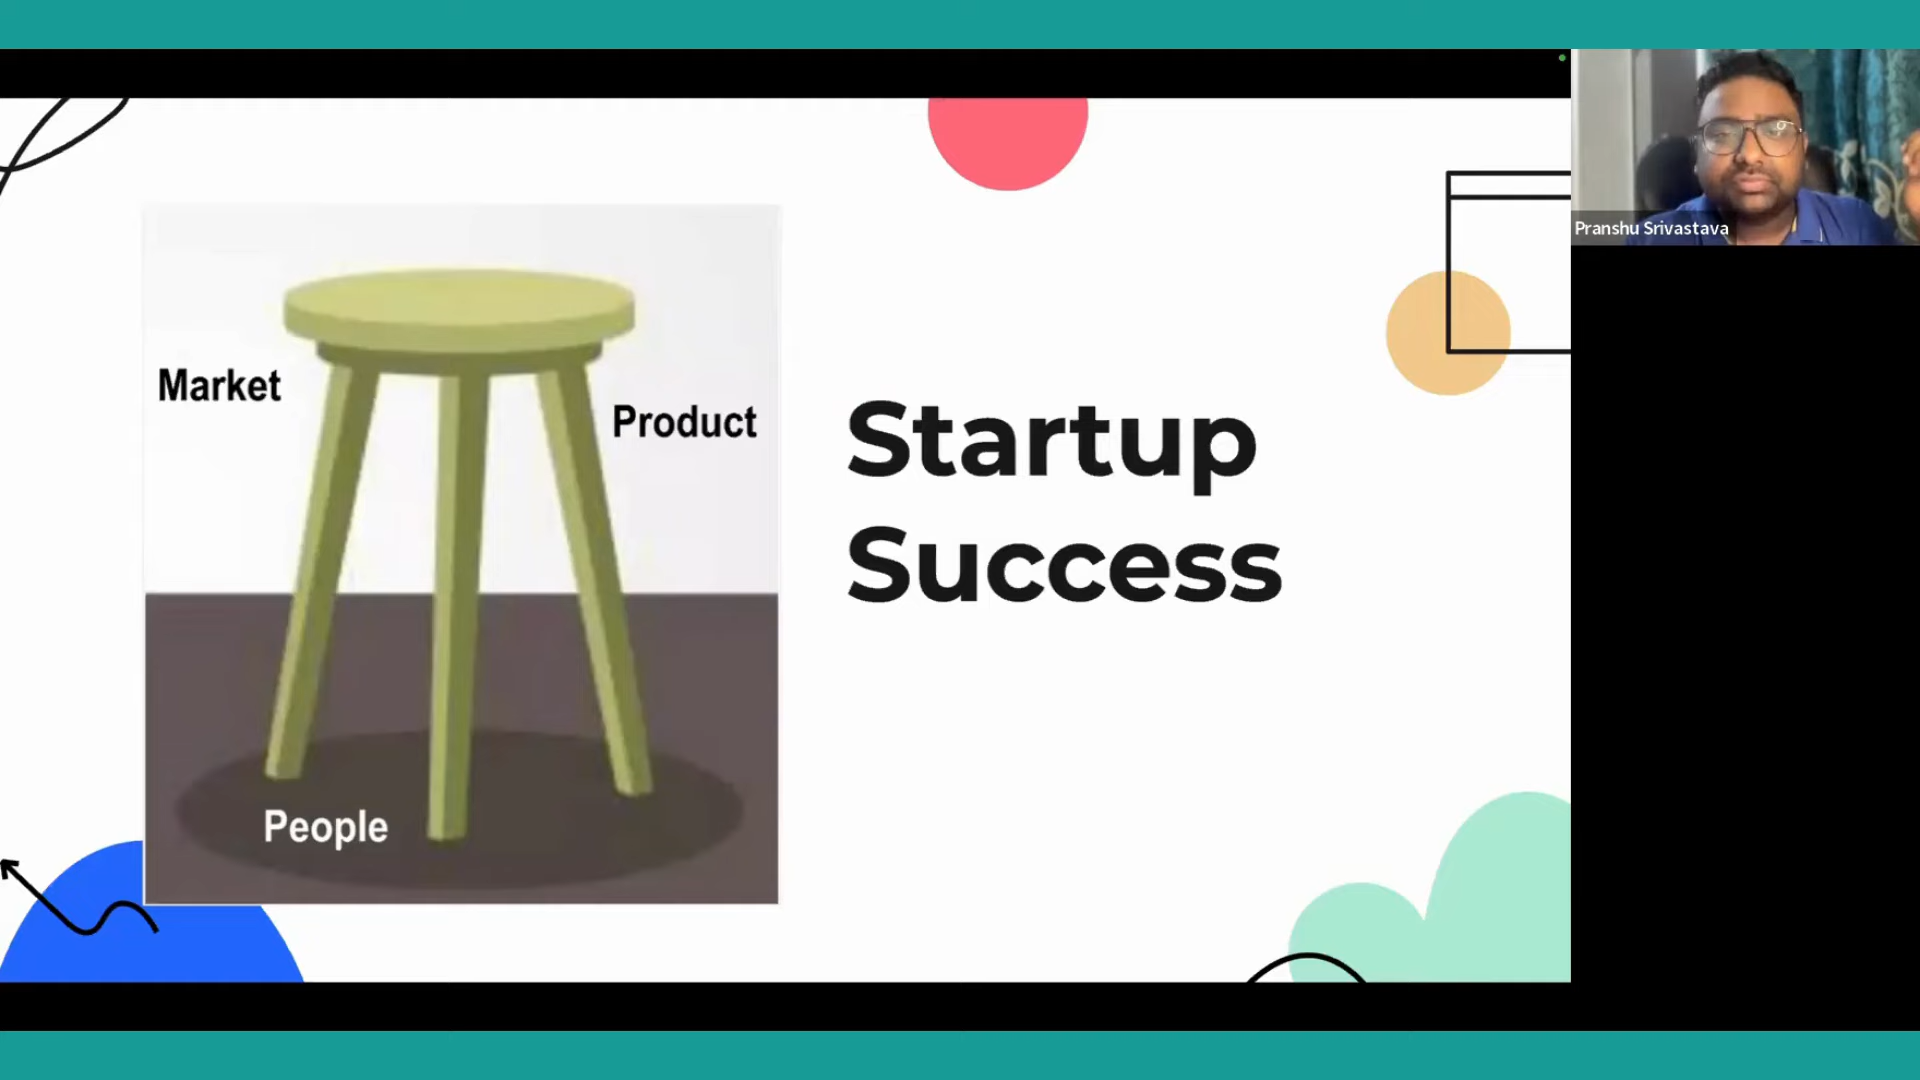 Market
Product
People
Startup
Success
Pranshu Srivastava